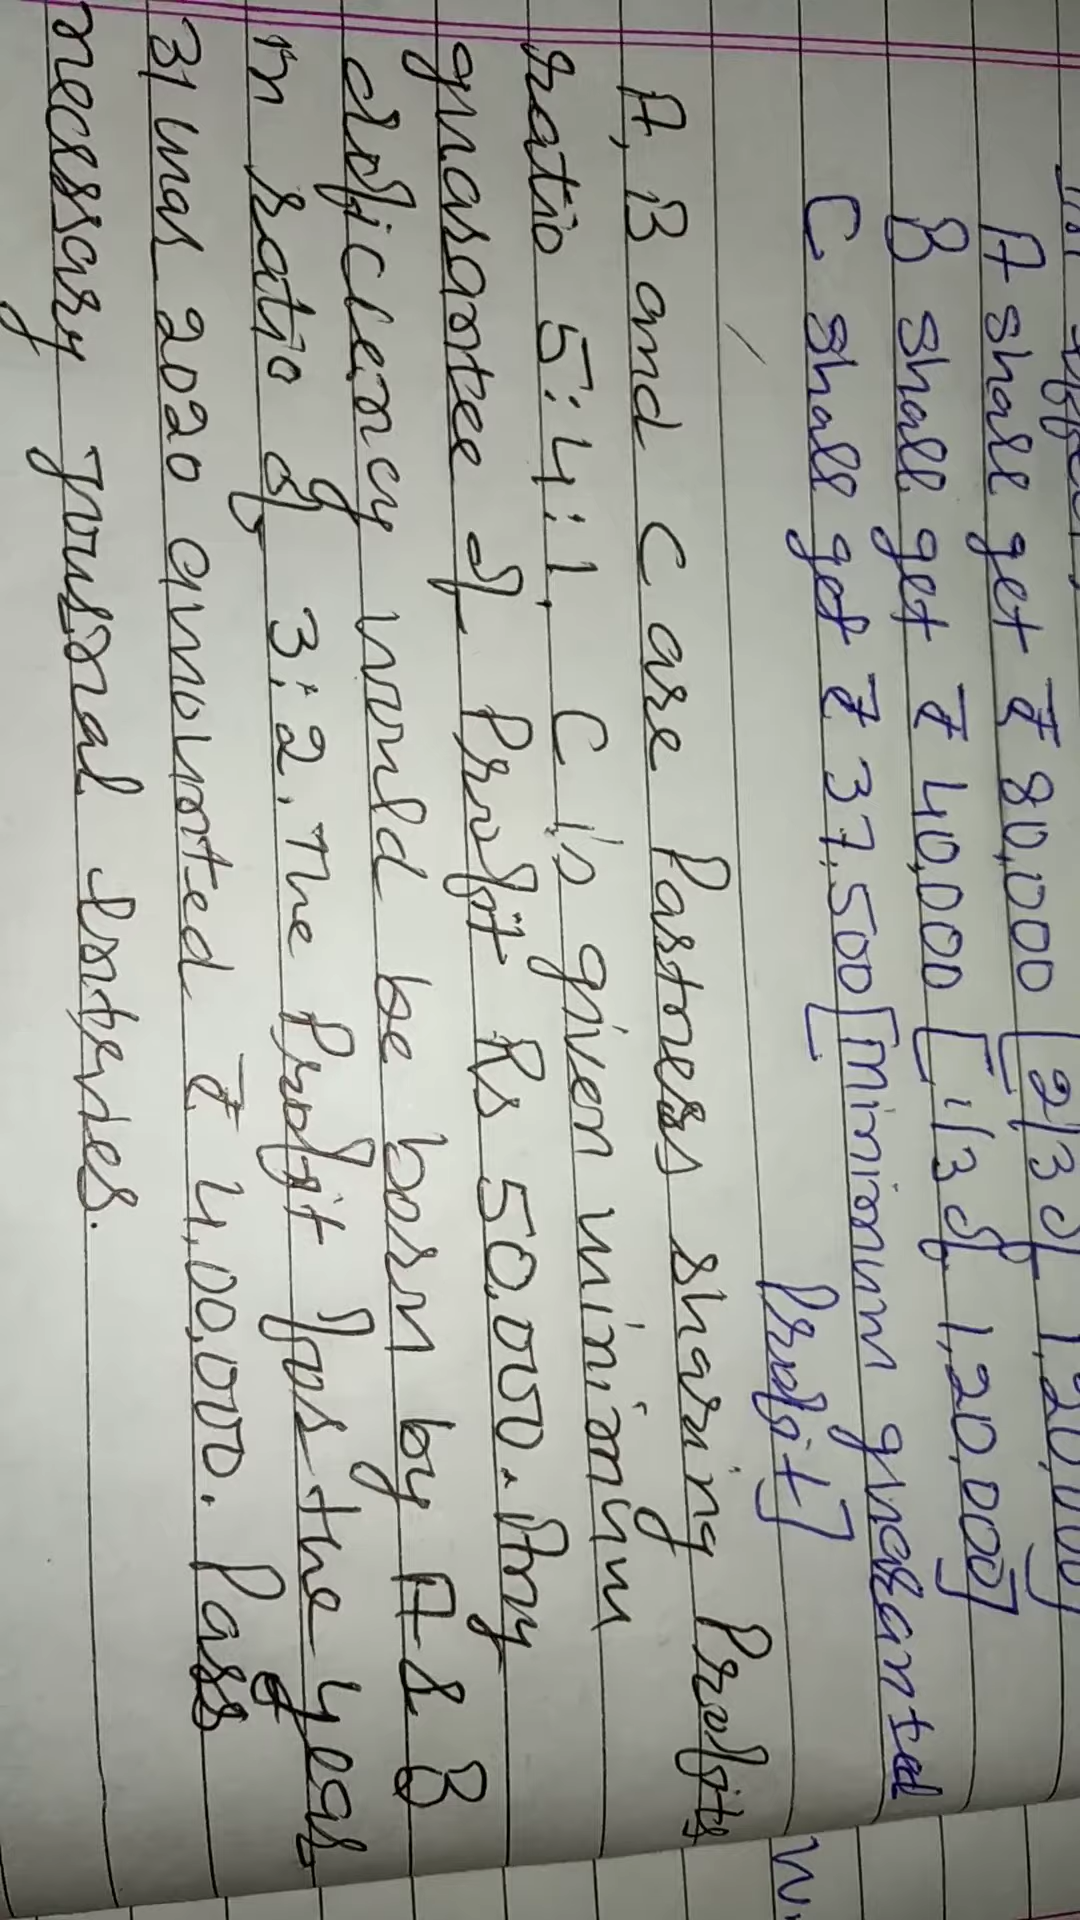 A shall get ₹ 80,000 [2/3 of 1,20,000]
B shall get ₹ 40,000 [1/3 of 1,20,000]
C shall get ₹ 37,500 [minimum guaranted
Profit]
A, B and C are Partners sharing Profits
ratio 5:4:1. C is given minimum
guarantee of Profit Rs 50,000. Any
deficiency would be born by A & B
in ratio of 3:2. The Profit for the year
31 mar 2020 amounted ₹ 4,00,000. Pass
necessary Journal entries.